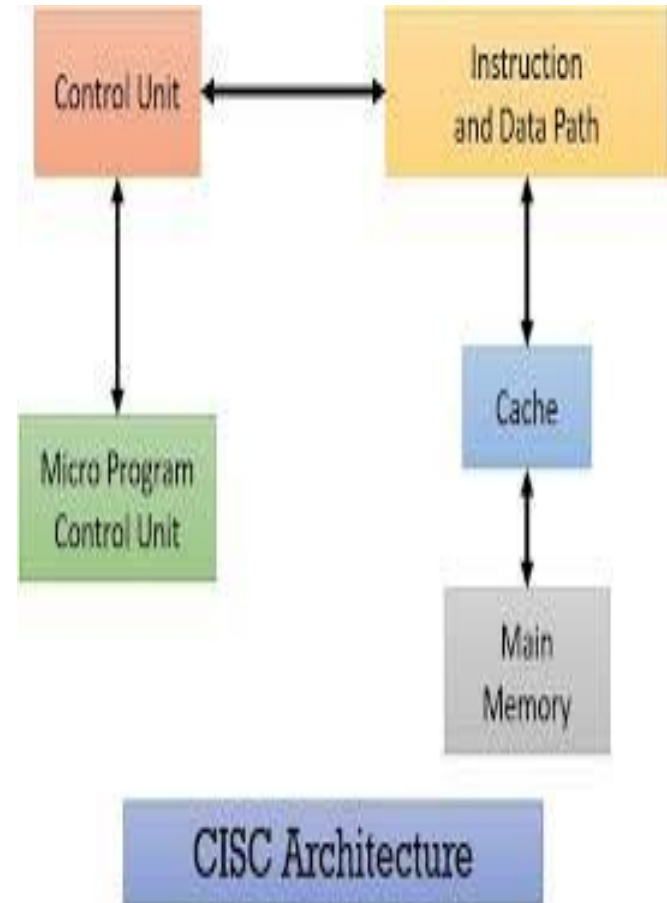 Control Unit
Instruction
and Data Path
Cache
Micro Program
Control Unit
Main
Memory
CISC Architecture